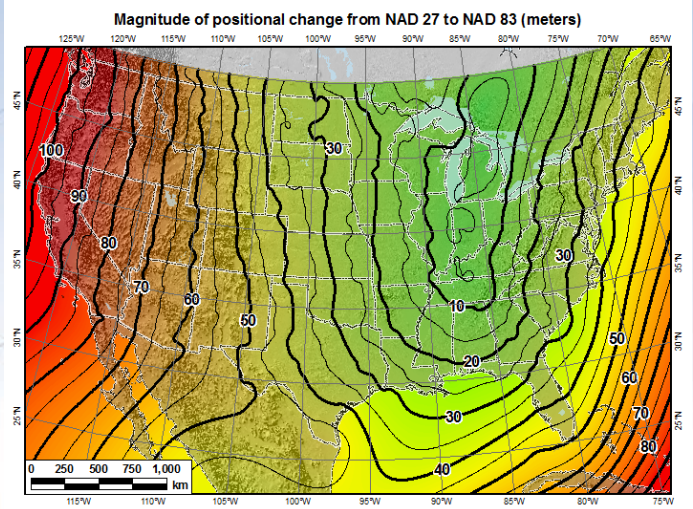 Magnitude of positional change from NAD 27 to NAD 83 (meters)
125°W 120°W 115°W 110°W 105°W 100°W 95°W 90°W 85°W 80°W 75°W 70°W 65°W
45°N 45°N
100 30
40°N 90 40°N
80 30
35°N 70 35°N
60 50 10
30°N 50 30°N
20 60
25°N 30 70 25°N
40 80
0 250 500 750 1,000
km
115°W 110°W 105°W 100°W 95°W 90°W 85°W 80°W 75°W